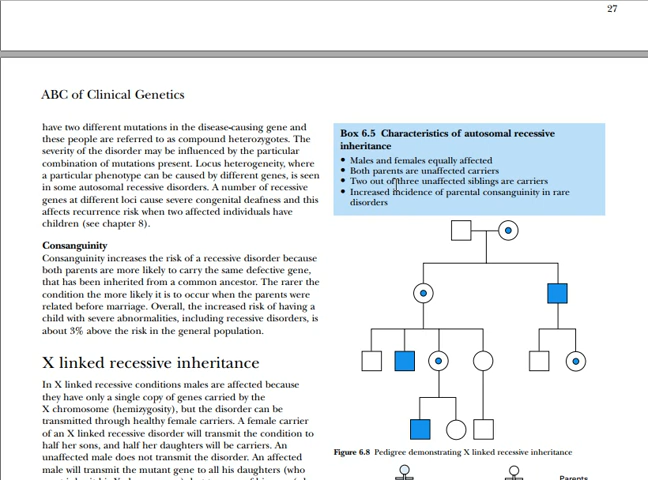 27
ABC of Clinical Genetics
have two different mutations in the disease-causing gene and
these people are referred to as compound heterozygotes. The
severity of the disorder may be influenced by the particular
combination of mutations present. Locus heterogeneity, where
a particular phenotype can be caused by different genes, is seen
in some autosomal recessive disorders. A number of recessive
genes at different loci cause severe congenital deafness and this
affects recurrence risk when two affected individuals have
children (see chapter 8).
Consanguinity
Consanguinity increases the risk of a recessive disorder because
both parents are more likely to carry the same defective gene,
that has been inherited from a common ancestor. The rarer the
condition the more likely it is to occur when the parents were
related before marriage. Overall, the increased risk of having a
child with severe abnormalities, including recessive disorders, is
about 3% above the risk in the general population.
X linked recessive inheritance
In X linked recessive conditions males are affected because
they have only a single copy of genes carried by the
X chromosome (hemizygosity), but the disorder can be
transmitted through healthy female carriers. A female carrier
of an X linked recessive disorder will transmit the condition to
half her sons, and half her daughters will be carriers. An
unaffected male does not transmit the disorder. An affected
male will transmit the mutant gene to all his daughters (who
Box 6.5 Characteristics of autosomal recessive
inheritance
• Males and females equally affected
• Both parents are unaffected carriers
• Two out of three unaffected siblings are carriers
• Increased incidence of parental consanguinity in rare
disorders
Figure 6.8 Pedigree demonstrating X linked recessive inheritance
Parents